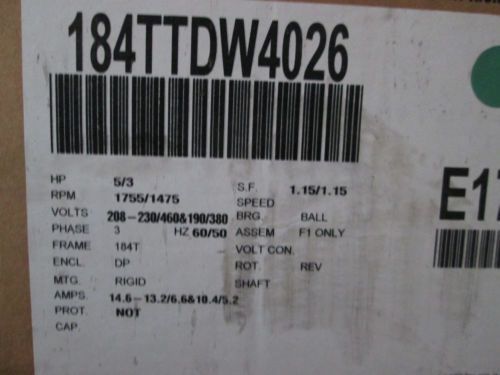 184TTDW4026
HP 5/3 S.F. 1.15/1.15
RPM 1755/1475 SPEED
VOLTS 208-230/460&190/380 BRG. BALL
PHASE 3 HZ 60/50 ASSEM F1 ONLY
FRAME 184T VOLT CON.
ENCL. DP ROT. REV
MTG. RIGID SHAFT
AMPS. 14.6-13.2/6.6&10.4/5.2
PROT. NOT
CAP.
E17